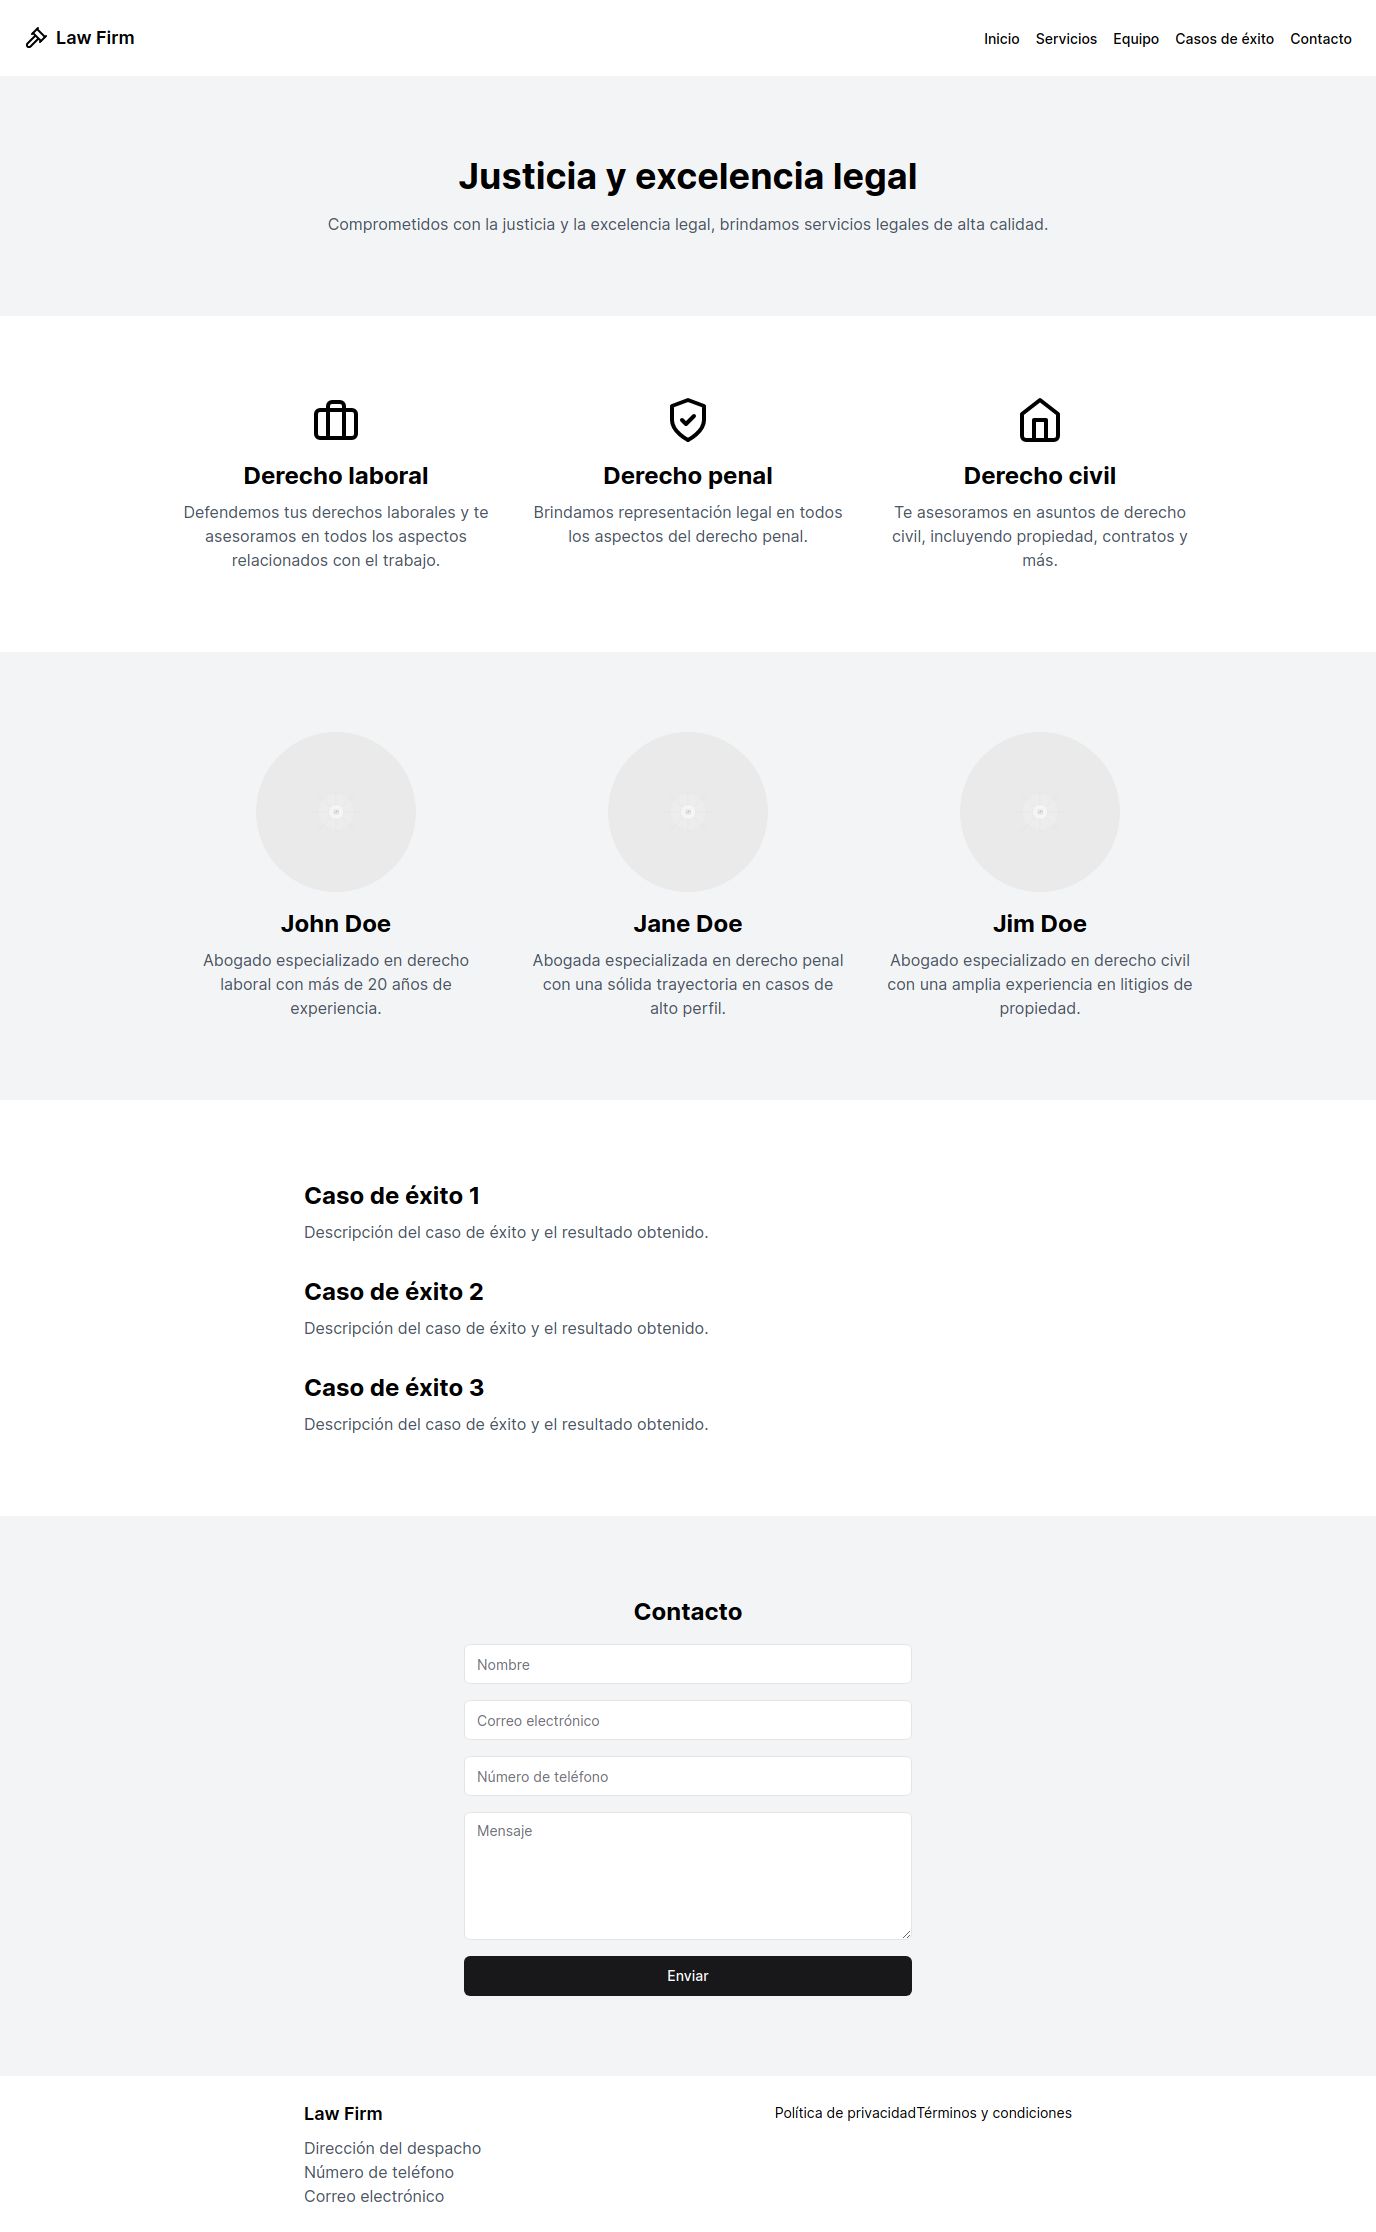 Law Firm
Inicio Servicios Equipo Casos de éxito Contacto
Justicia y excelencia legal
Comprometidos con la justicia y la excelencia legal, brindamos servicios legales de alta calidad.
Derecho laboral
Defendemos tus derechos laborales y te
asesoramos en todos los aspectos
relacionados con el trabajo.
Derecho penal
Brindamos representación legal en todos
los aspectos del derecho penal.
Derecho civil
Te asesoramos en asuntos de derecho
civil, incluyendo propiedad, contratos y
más.
John Doe
Abogado especializado en derecho
laboral con más de 20 años de
experiencia.
Jane Doe
Abogada especializada en derecho penal
con una sólida trayectoria en casos de
alto perfil.
Jim Doe
Abogado especializado en derecho civil
con una amplia experiencia en litigios de
propiedad.
Caso de éxito 1
Descripción del caso de éxito y el resultado obtenido.
Caso de éxito 2
Descripción del caso de éxito y el resultado obtenido.
Caso de éxito 3
Descripción del caso de éxito y el resultado obtenido.
Contacto
Nombre
Correo electrónico
Número de teléfono
Mensaje
Enviar
Law Firm
Dirección del despacho
Número de teléfono
Correo electrónico
Política de privacidadTérminos y condiciones